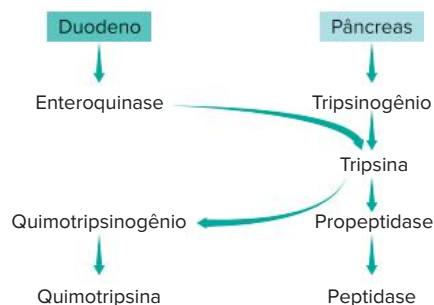 Duodeno
Pâncreas
Enteroquinase
Tripsinogênio
Tripsina
Quimotripsinogênio
Propeptidase
Quimotripsina
Peptidase